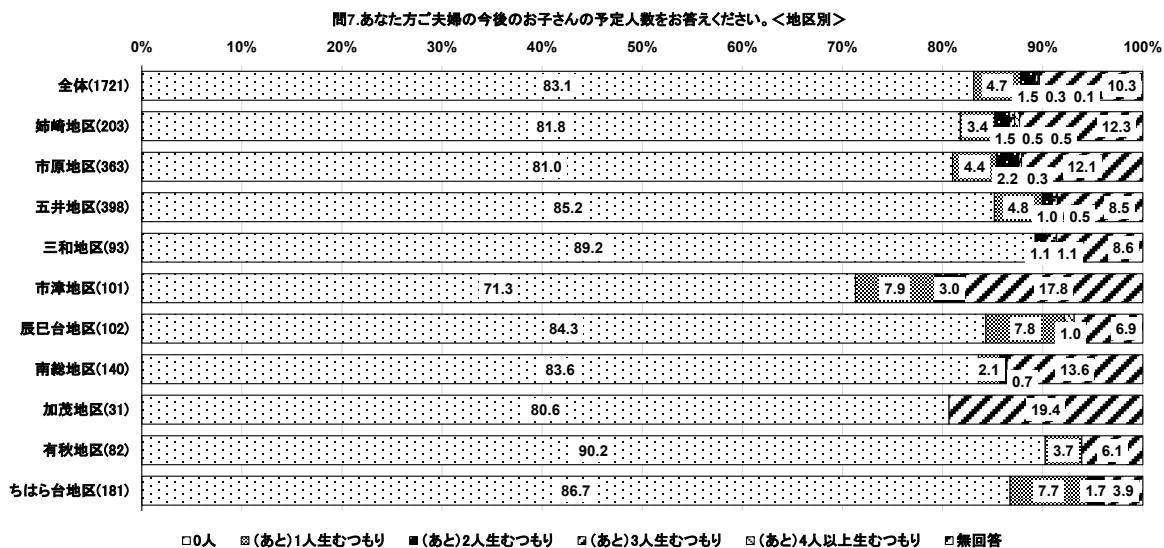 問7.あなた方ご夫婦の今後のお子さんの予定人数をお答えください。＜地区別＞
0% 10% 20% 30% 40% 50% 60% 70% 80% 90% 100%
全体(1721) 83.1 4.7 1.5 0.3 0.1 10.3
姉崎地区(203) 81.8 3.4 1.5 0.5 0.5 12.3
市原地区(363) 81.0 4.4 2.2 0.3 12.1
五井地区(398) 85.2 4.8 1.0 0.5 8.5
三和地区(93) 89.2 1.1 1.1 8.6
市津地区(101) 71.3 7.9 3.0 17.8
辰巳台地区(102) 84.3 7.8 1.0 6.9
南総地区(140) 83.6 2.1 0.7 13.6
加茂地区(31) 80.6 19.4
有秋地区(82) 90.2 3.7 6.1
ちはら台地区(181) 86.7 7.7 1.7 3.9
0人 (あと)1人生むつもり (あと)2人生むつもり (あと)3人生むつもり (あと)4人以上生むつもり 無回答